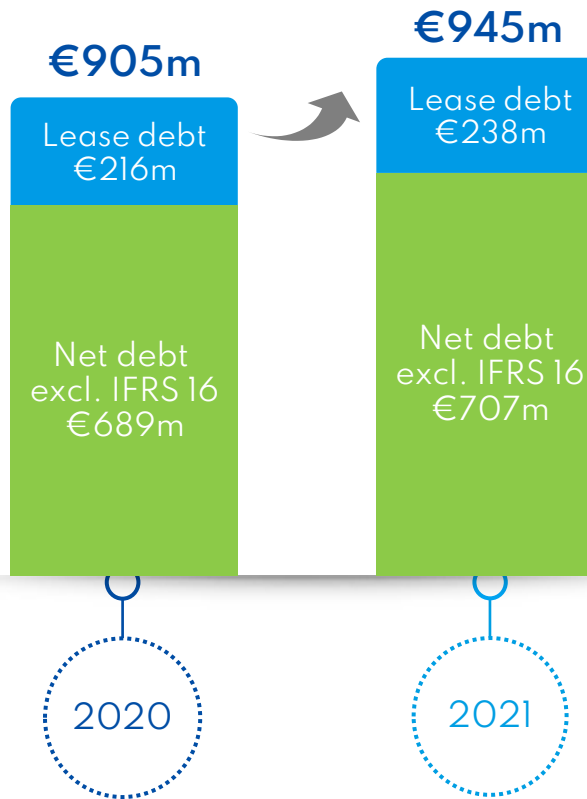 €905m
Lease debt
€216m
Net debt
excl. IFRS 16
€689m
2020
€945m
Lease debt
€238m
Net debt
excl. IFRS 16
€707m
2021